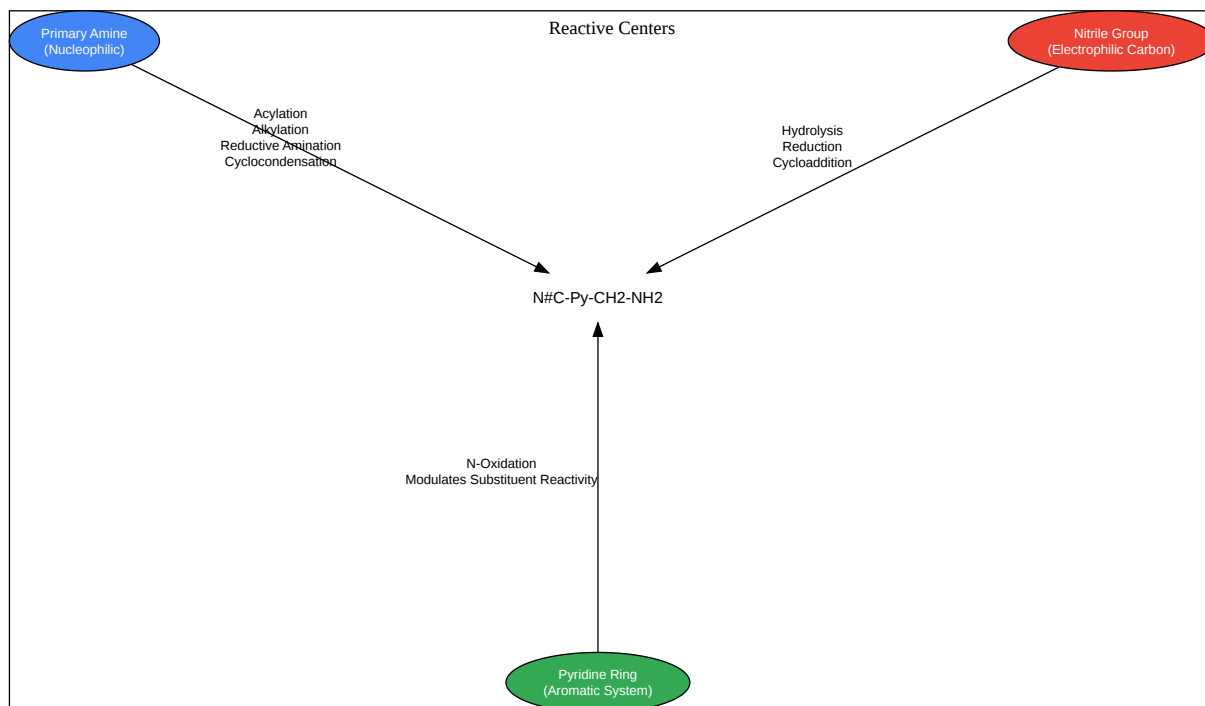 Reactive Centers
Primary Amine
(Nucleophilic)
Nitrile Group
(Electrophilic Carbon)
Acylation
Alkylation
Reductive Amination
Cyclocondensation
Hydrolysis
Reduction
Cycloaddition
N#C-Py-CH2-NH2
N-Oxidation
Modulates Substituent Reactivity
Pyridine Ring
(Aromatic System)